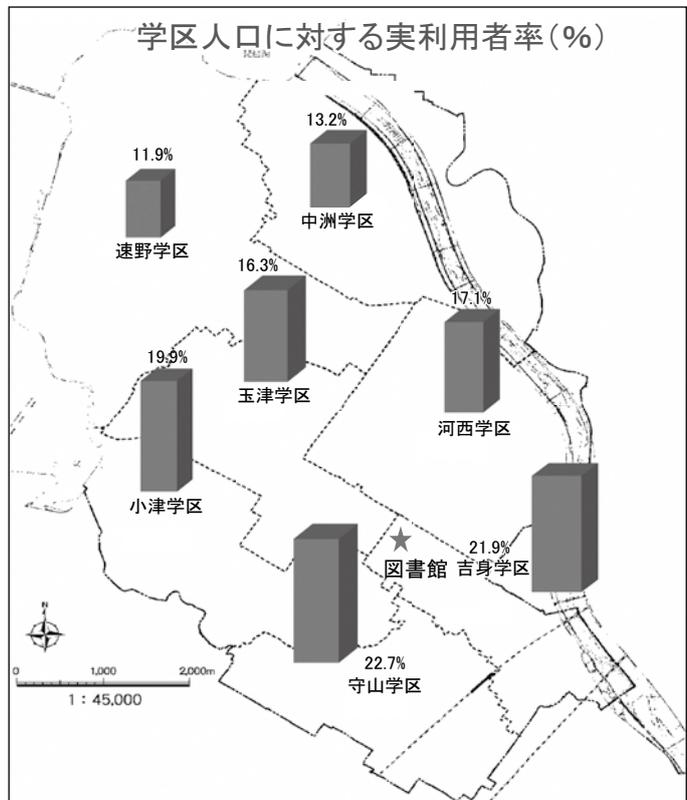 学区人口に対する実利用者率(%)
琵琶湖
13.2%
中洲学区
11.9%
速野学区
16.3%
玉津学区
17.1%
河西学区
19.9%
小津学区
21.9%
吉身学区
図書館
22.7%
守山学区
N
0 1,000 2,000m
1:45,000